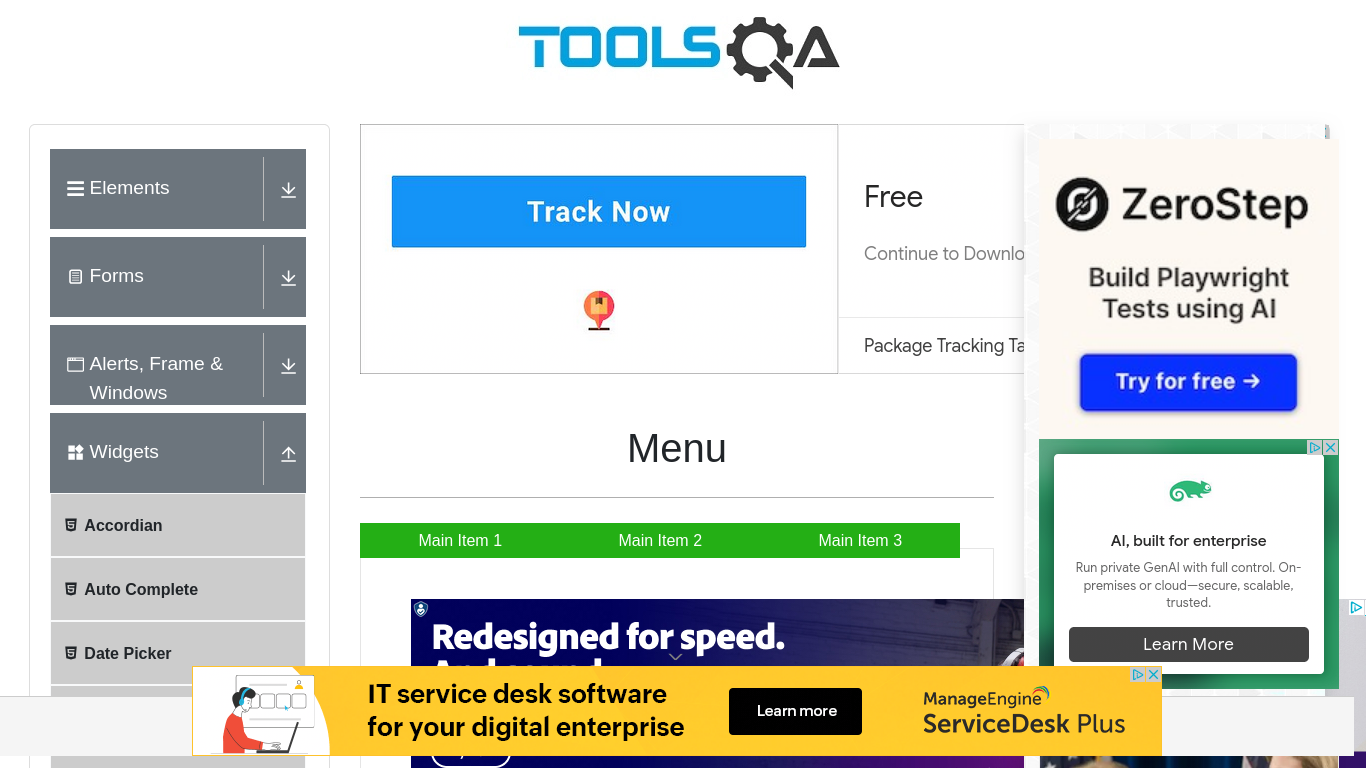 TOOLSQA
Elements
Forms
Alerts, Frame &
Windows
Widgets
Accordian
Auto Complete
Date Picker
Track Now
Free
Continue to Downlo
Package Tracking Ta
Menu
Main Item 1
Main Item 2
Main Item 3
Redesigned for speed.
ZeroStep
Build Playwright
Tests using AI
Try for free →
AI, built for enterprise
Run private GenAI with full control. On-
premises or cloud—secure, scalable,
trusted.
Learn More
IT service desk software
for your digital enterprise
Learn more
ManageEngine
ServiceDesk Plus